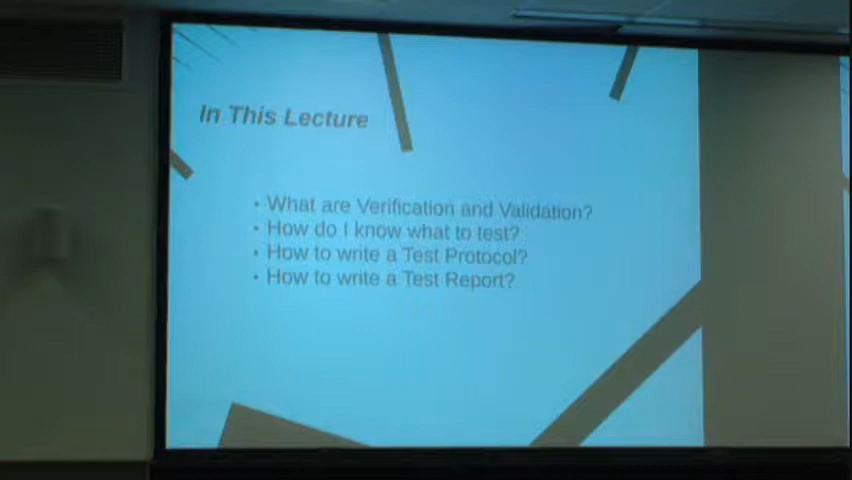 In This Lecture
• What are Verification and Validation?
• How do I know what to test?
• How to write a Test Protocol?
• How to write a Test Report?